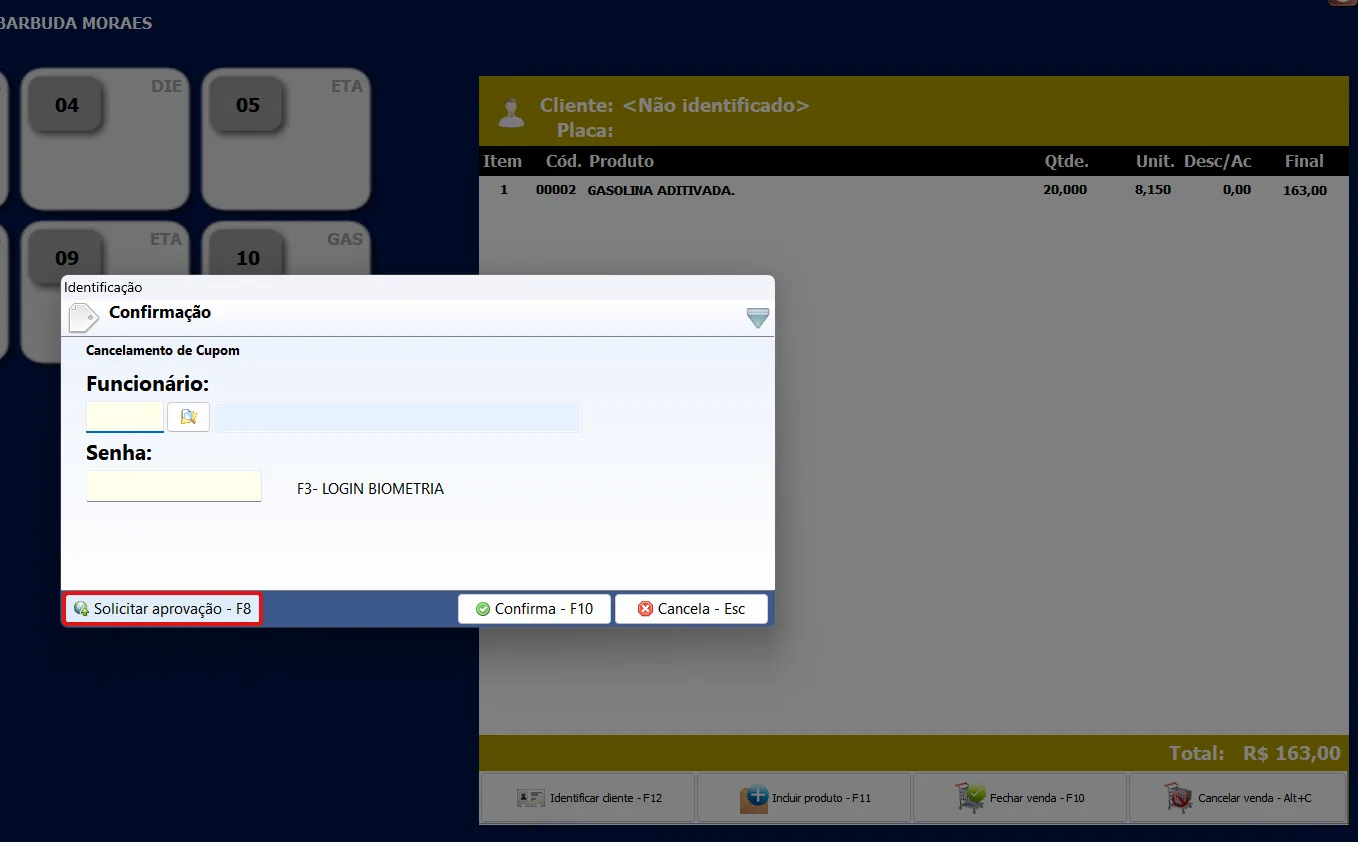 BARBUDA MORAES
04 DIE
05 ETA
09 ETA
10 GAS
Cliente: <Não identificado>
Placa:
Item Cód. Produto Qtde. Unit. Desc/Ac Final
1 00002 GASOLINA ADITIVADA. 20,000 8,150 0,00 163,00
Identificação
Confirmação
Cancelamento de Cupom
Funcionário:
Senha:
F3- LOGIN BIOMETRIA
Solicitar aprovação - F8
Confirma - F10
Cancela - Esc
Total: R$ 163,00
Identificar cliente - F12
Incluir produto - F11
Fechar venda - F10
Cancelar venda - Alt+C